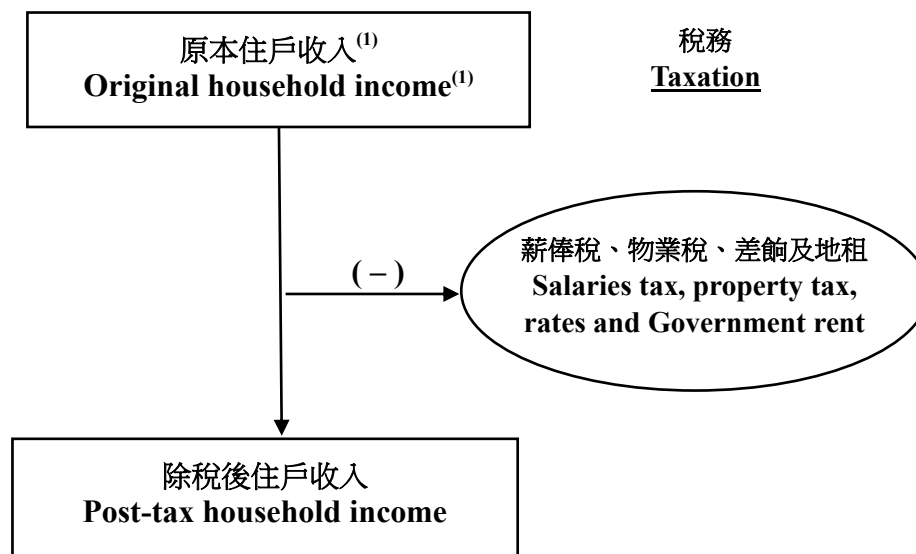 原本住戶收入(1)
Original household income(1)
稅務
Taxation
薪俸稅、物業稅、差餉及地租
Salaries tax, property tax,
rates and Government rent
( – )
除稅後住戶收入
Post-tax household income